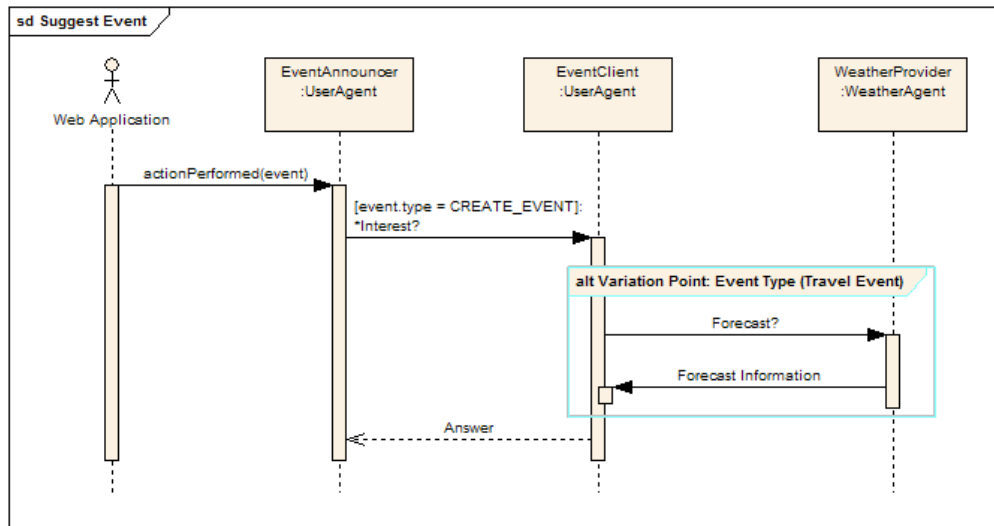 sd Suggest Event
Web Application
EventAnnouncer
:UserAgent
EventClient
:UserAgent
WeatherProvider
:WeatherAgent
actionPerformed(event)
[event.type = CREATE_EVENT]:
*Interest?
alt Variation Point: Event Type (Travel Event)
Forecast?
Forecast Information
Answer